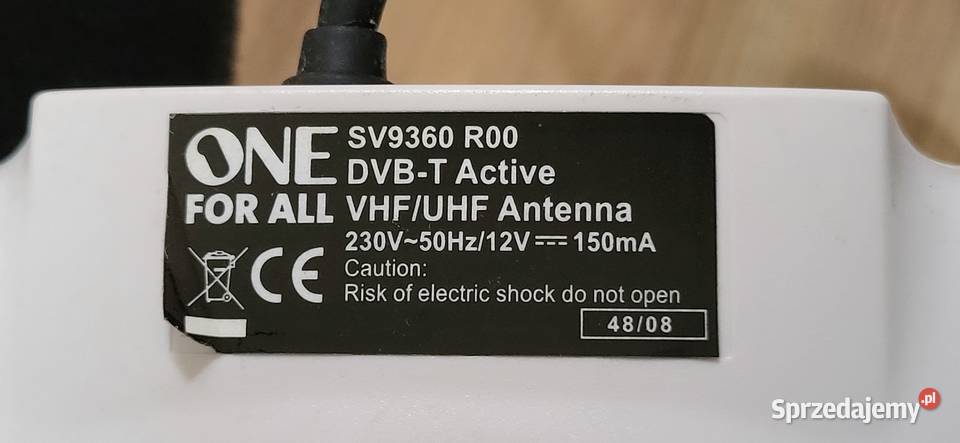 ONE
FOR ALL
SV9360 R00
DVB-T Active
VHF/UHF Antenna
230V~50Hz/12V⎓150mA
Caution:
Risk of electric shock do not open
CE
48/08
Sprzedajemy.pl